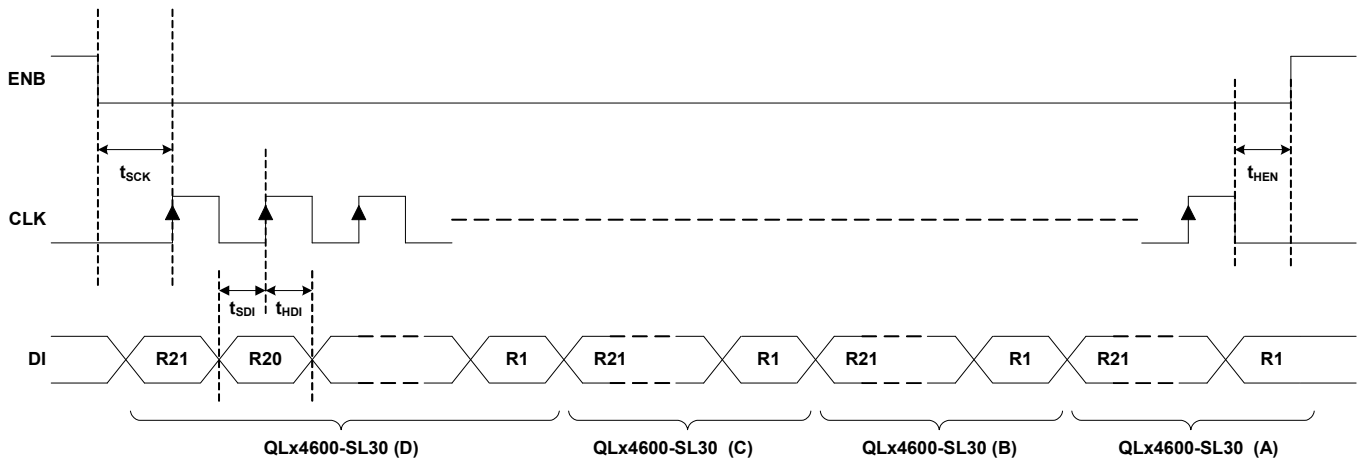 ENB
tSCK
tHEN
CLK
tSDI
tHDI
DI
R21
R20
R1
R21
R1
R21
R1
R21
R1
QLx4600-SL30 (D)
QLx4600-SL30 (C)
QLx4600-SL30 (B)
QLx4600-SL30 (A)